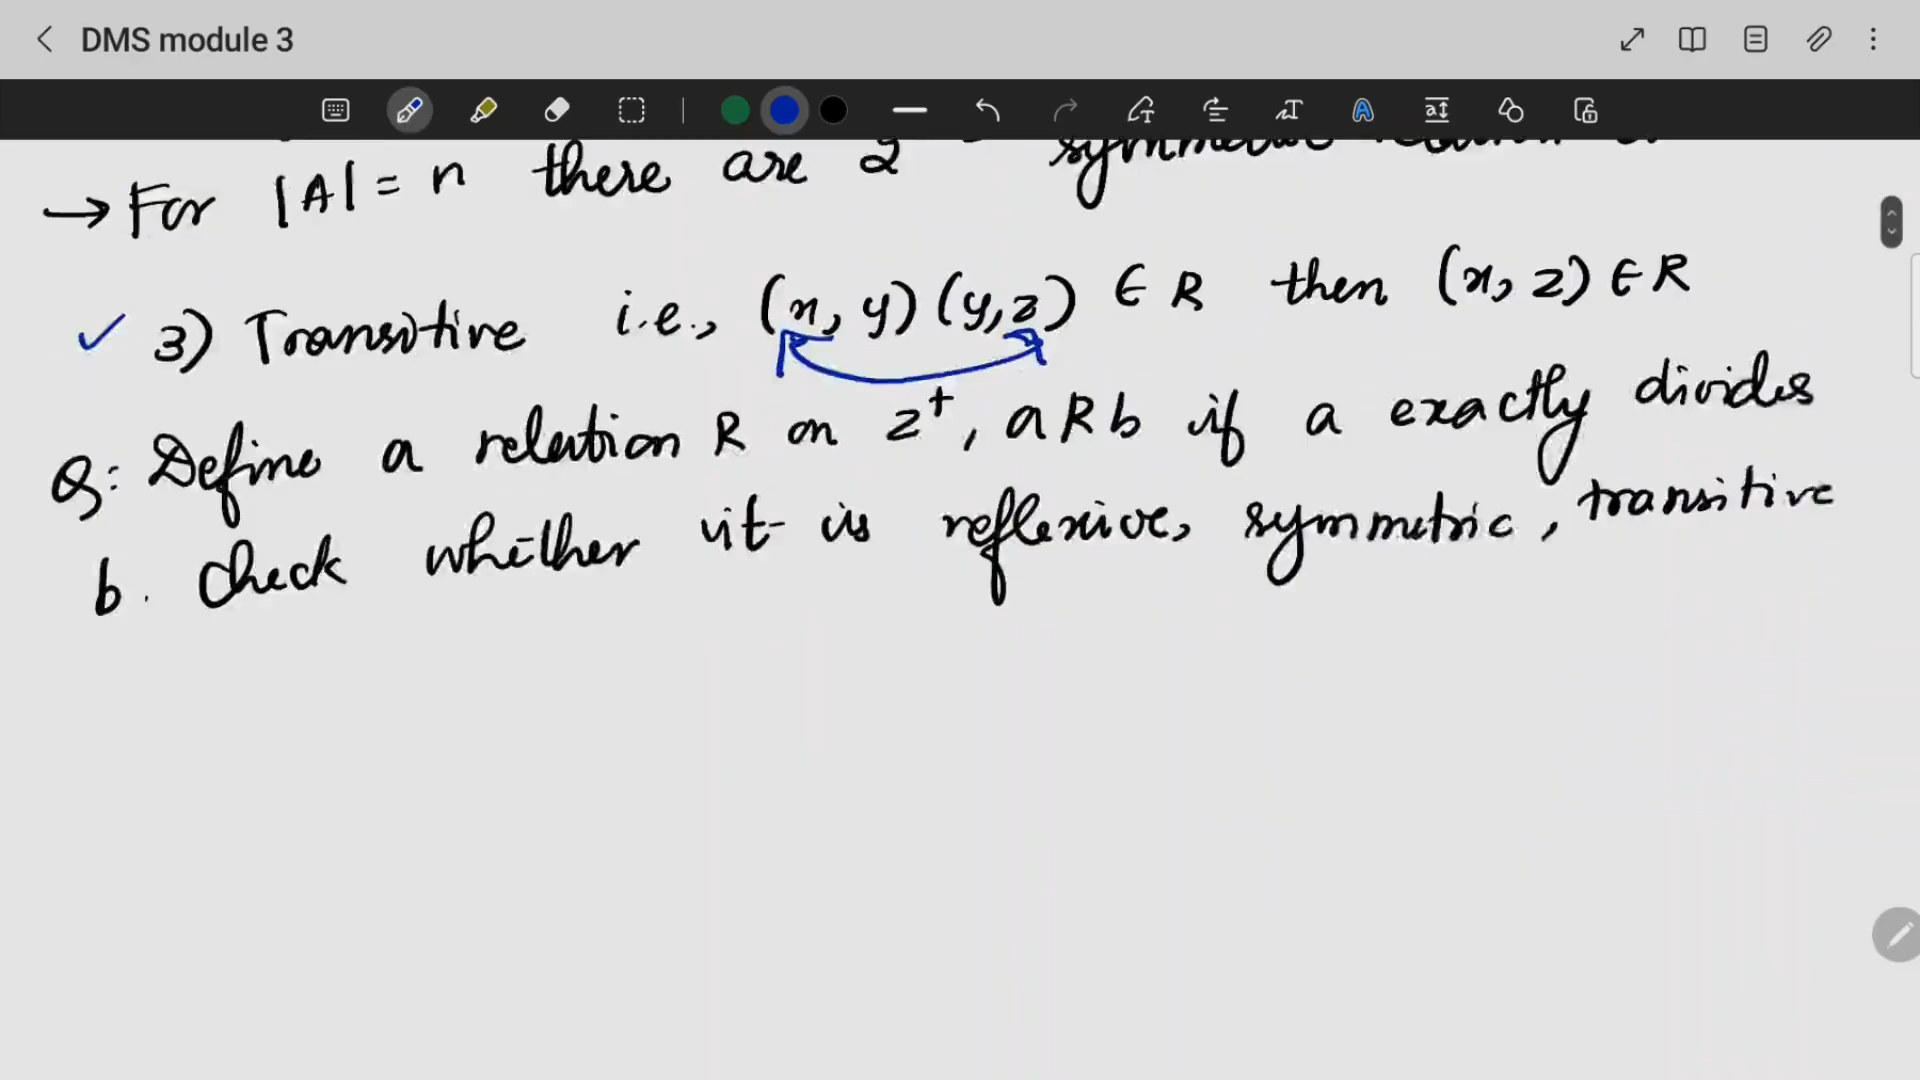 DMS module 3
→ For |A| = n there are 2
✓ 3) Transitive i.e., (x, y) (y, z) ∈ R then (x, z) ∈ R
Q: Define a relation R on z⁺, a R b if a exactly divides
b. Check whether it is reflexive, symmetric, transitive